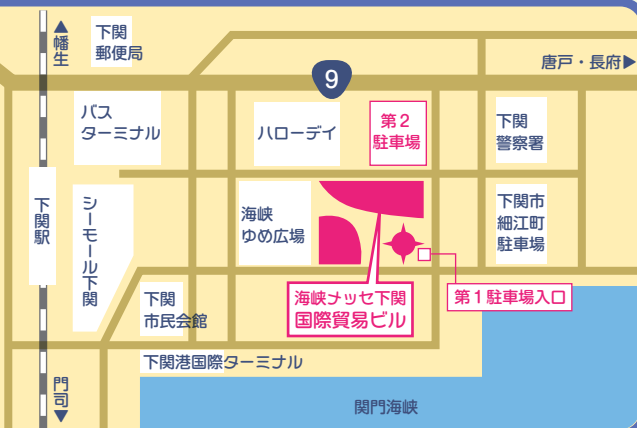 ▲幡生
下関
郵便局
9
唐戸・長府▶
バス
ターミナル
ハローデイ
第2
駐車場
下関
警察署
下関駅
シーモール下関
海峡
ゆめ広場
下関市
細江町
駐車場
下関
市民会館
海峡メッセ下関
国際貿易ビル
第1駐車場入口
下関港国際ターミナル
門司▼
関門海峡